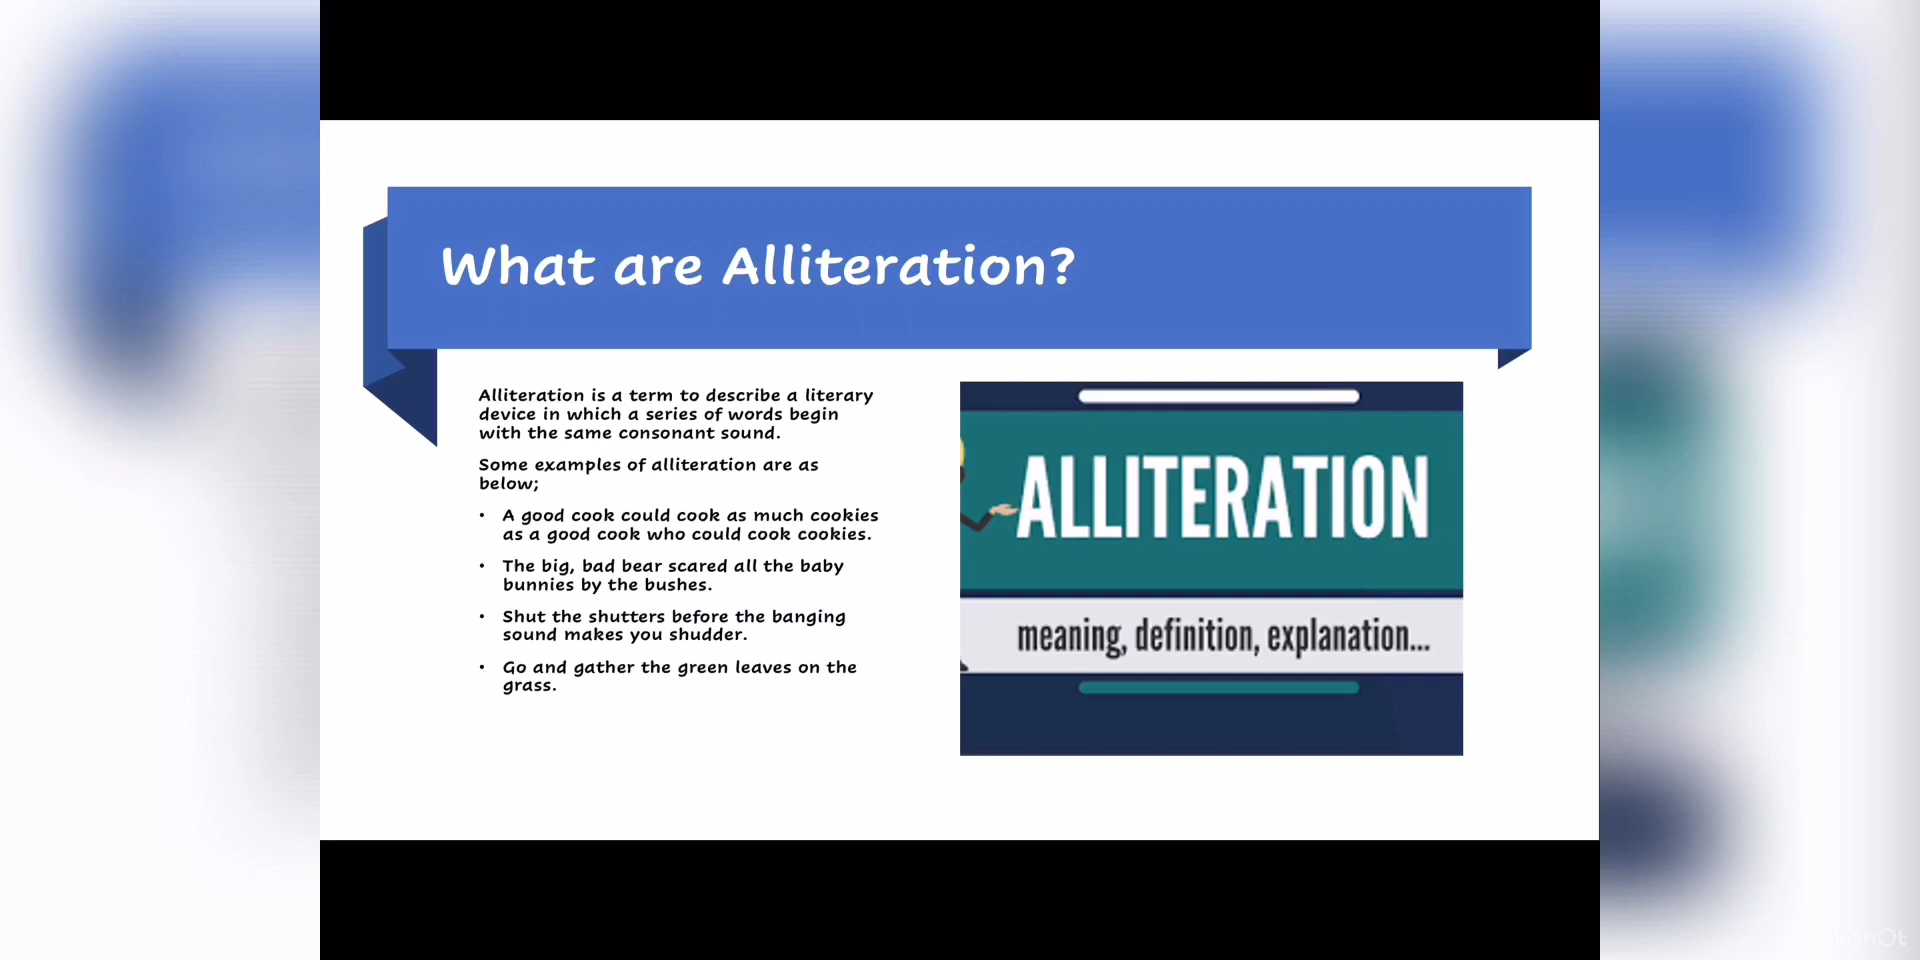 What are Alliteration?
Alliteration is a term to describe a literary
device in which a series of words begin
with the same consonant sound.
Some examples of alliteration are as
below;
• A good cook could cook as much cookies
as a good cook who could cook cookies.
• The big, bad bear scared all the baby
bunnies by the bushes.
• Shut the shutters before the banging
sound makes you shudder.
• Go and gather the green leaves on the
grass.
ALLITERATION
meaning, definition, explanation...